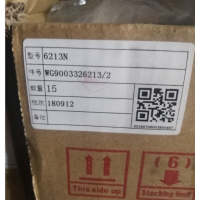 型号 6213N
件号 WG9003326213/2
数量 15
批次 180912
备注
(6)
This side up
Stacking limit